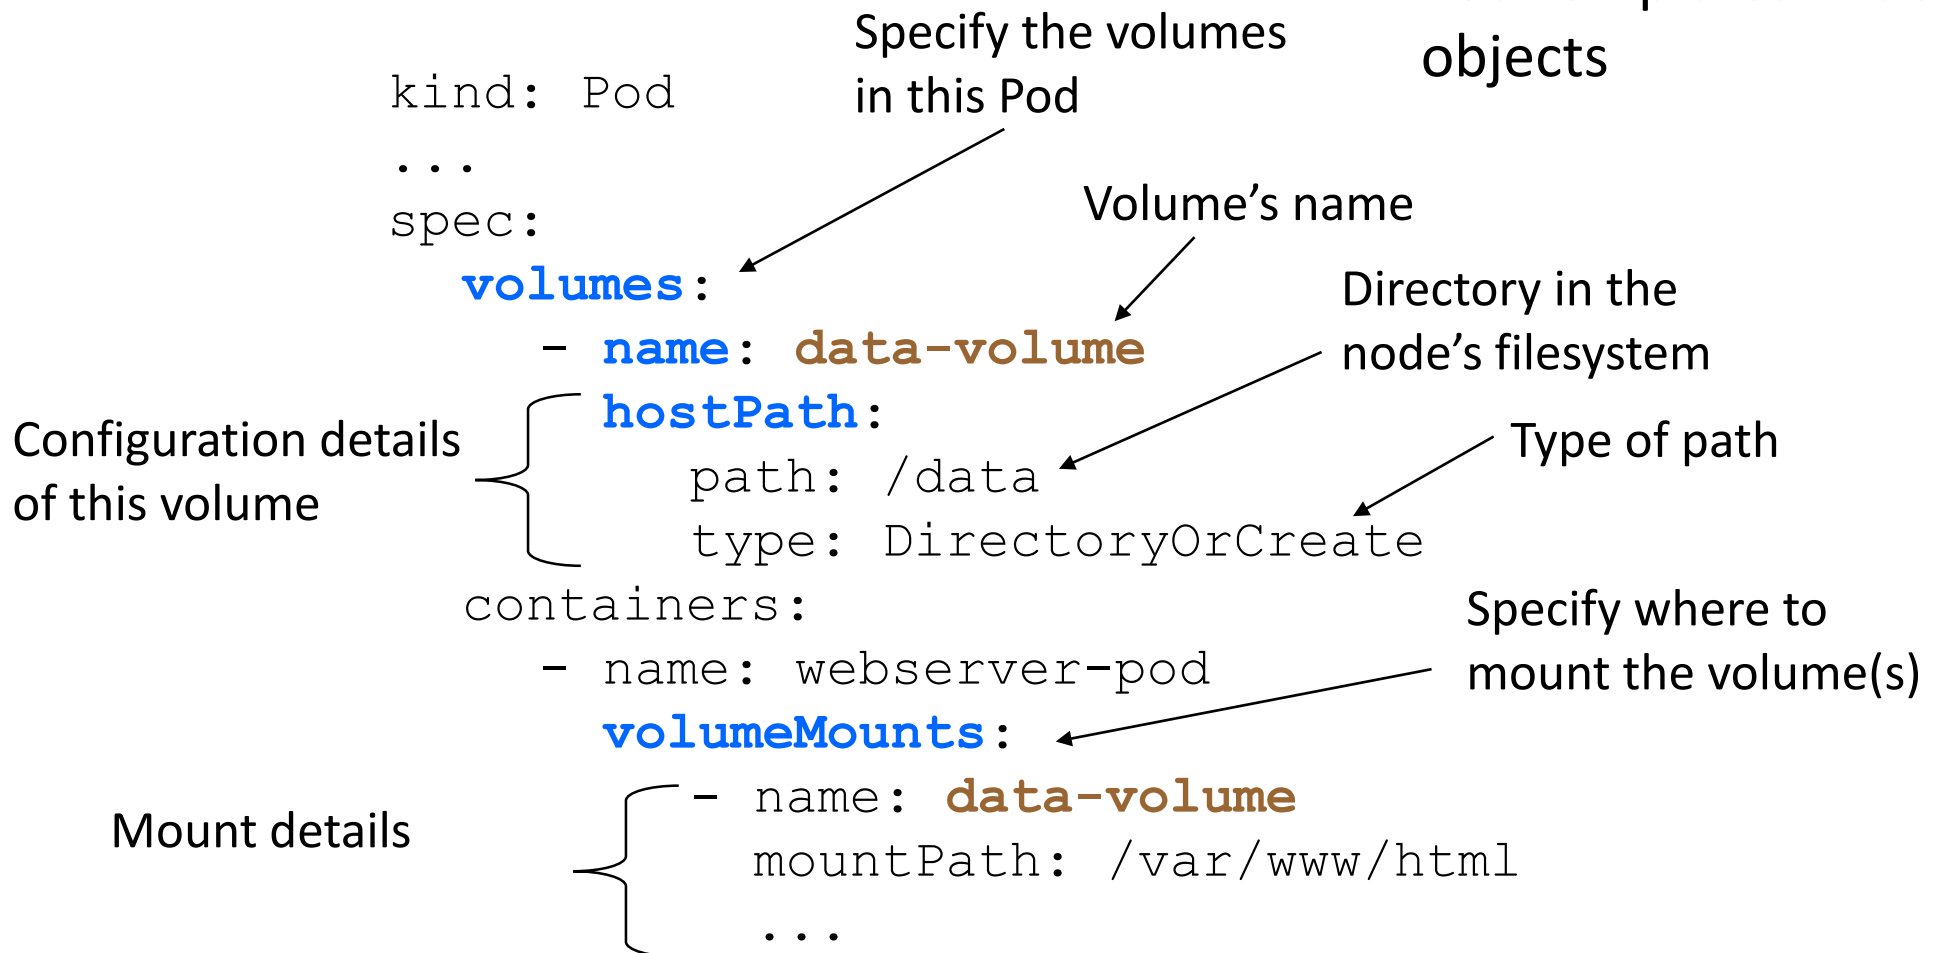 objects
Specify the volumes
in this Pod
kind: Pod
...
spec:
Volume’s name
volumes:
Directory in the
node’s filesystem
- name: data-volume
Configuration details
of this volume
hostPath:
Type of path
path: /data
type: DirectoryOrCreate
containers:
Specify where to
mount the volume(s)
- name: webserver-pod
volumeMounts:
Mount details
- name: data-volume
mountPath: /var/www/html
...